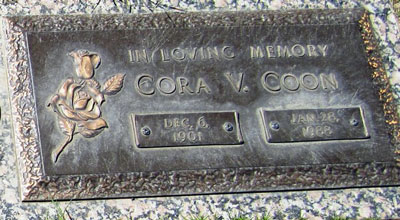 IN LOVING MEMORY
CORA V. COON
DEC. 6, 1901
JAN. 28, 1988